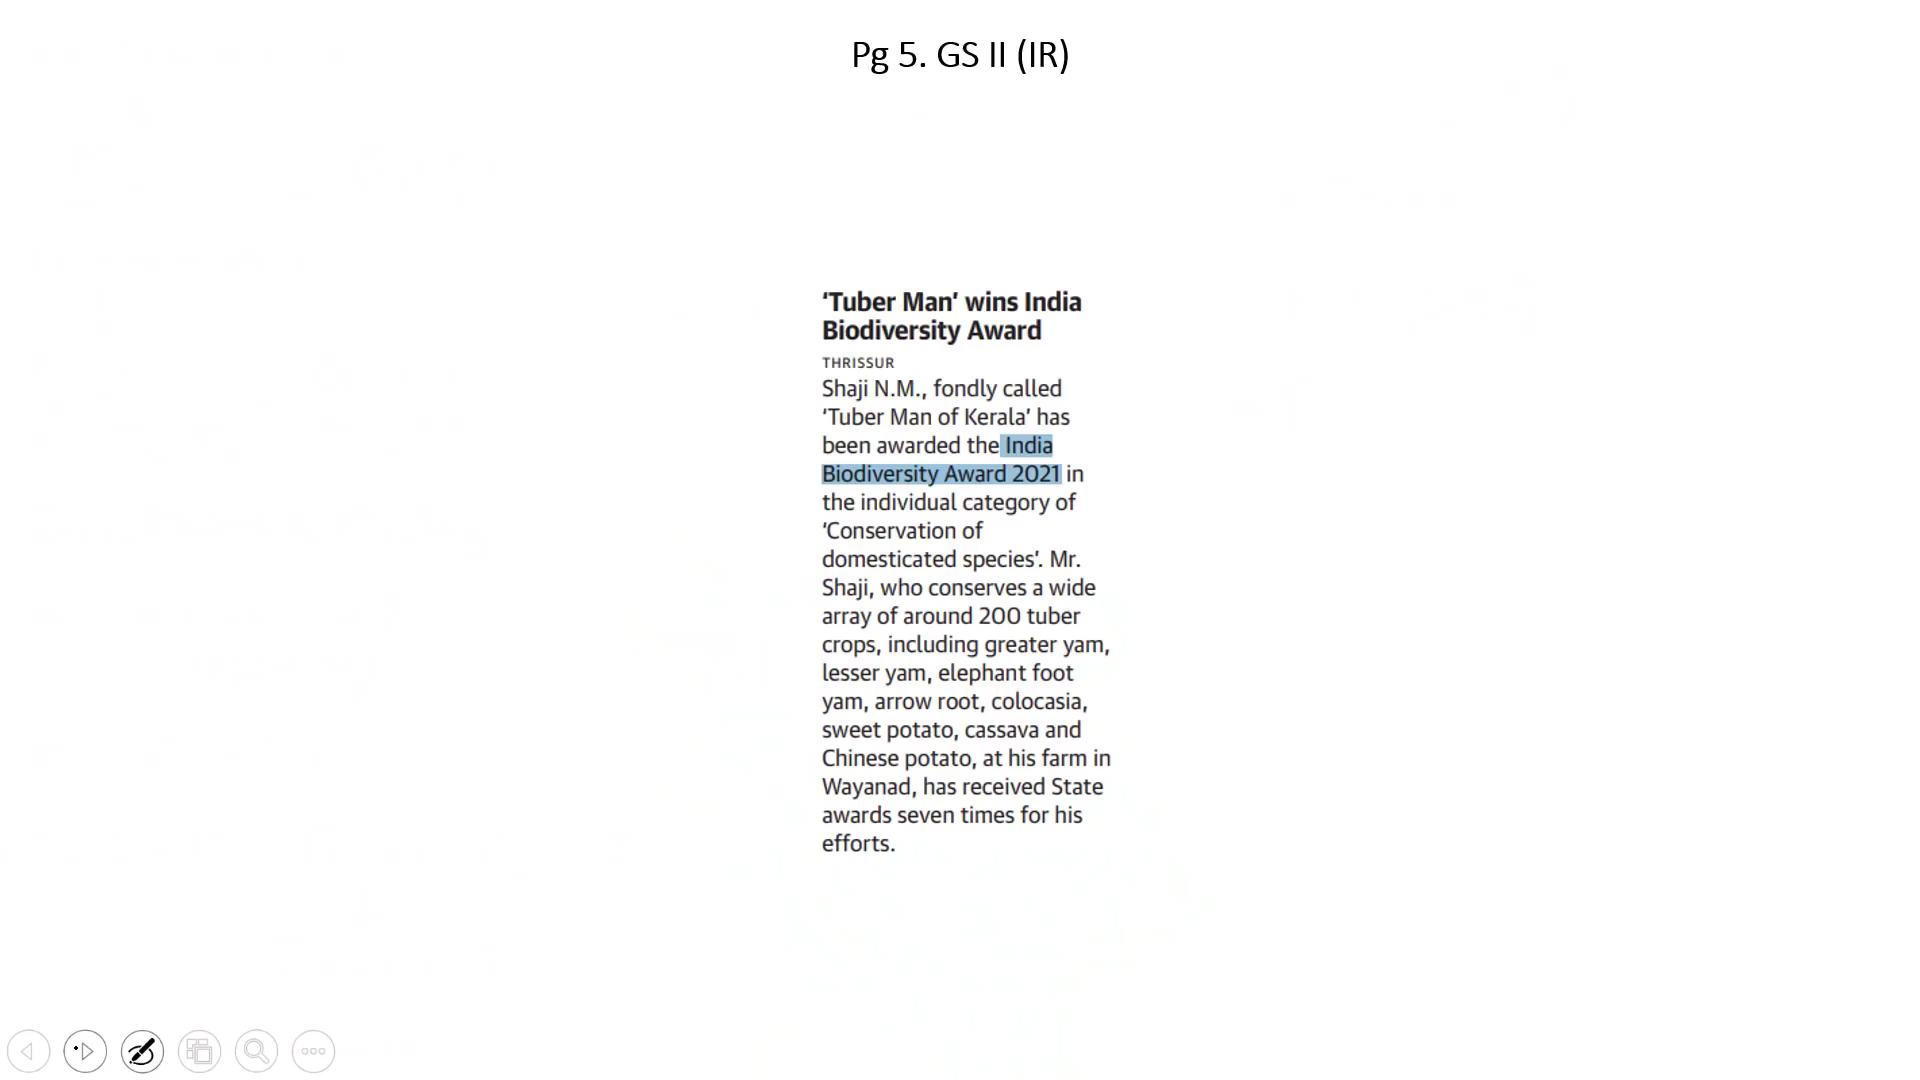 Pg 5. GS II (IR)
‘Tuber Man’ wins India
Biodiversity Award
THRISSUR
Shaji N.M., fondly called
‘Tuber Man of Kerala’ has
been awarded the India
Biodiversity Award 2021 in
the individual category of
‘Conservation of
domesticated species’. Mr.
Shaji, who conserves a wide
array of around 200 tuber
crops, including greater yam,
lesser yam, elephant foot
yam, arrow root, colocasia,
sweet potato, cassava and
Chinese potato, at his farm in
Wayanad, has received State
awards seven times for his
efforts.